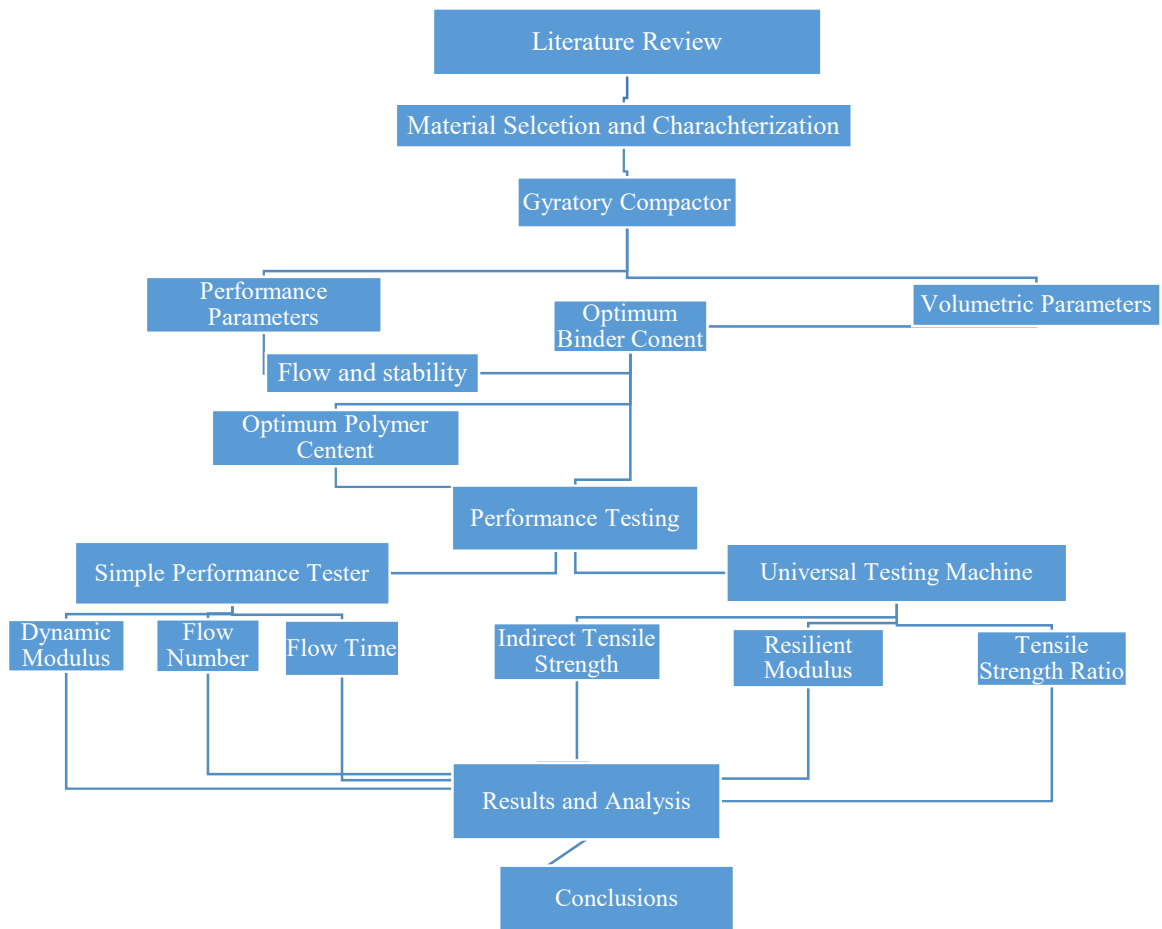 Literature Review
Material Selcetion and Charachterization
Gyratory Compactor
Performance
Parameters
Optimum
Binder Conent
Volumetric Parameters
Flow and stability
Optimum Polymer
Centent
Performance Testing
Simple Performance Tester
Universal Testing Machine
Dynamic
Modulus
Flow
Number
Flow Time
Indirect Tensile
Strength
Resilient
Modulus
Tensile
Strength Ratio
Results and Analysis
Conclusions